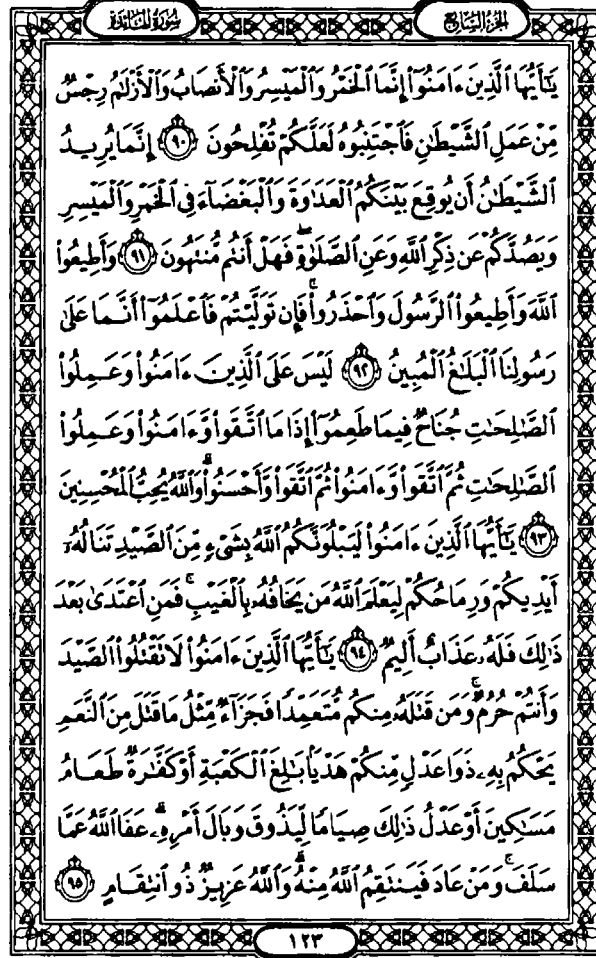 الجزء السابع
سورة المائدة
يَٰٓأَيُّهَا ٱلَّذِينَ ءَامَنُوٓاْ إِنَّمَا ٱلۡخَمۡرُ وَٱلۡمَيۡسِرُ وَٱلۡأَنصَابُ وَٱلۡأَزۡلَٰمُ رِجۡسٞ
مِّنۡ عَمَلِ ٱلشَّيۡطَٰنِ فَٱجۡتَنِبُوهُ لَعَلَّكُمۡ تُفۡلِحُونَ ٩٠ إِنَّمَا يُرِيدُ
ٱلشَّيۡطَٰنُ أَن يُوقِعَ بَيۡنَكُمُ ٱلۡعَدَٰوَةَ وَٱلۡبَغۡضَآءَ فِي ٱلۡخَمۡرِ وَٱلۡمَيۡسِرِ
وَيَصُدَّكُمۡ عَن ذِكۡرِ ٱللَّهِ وَعَنِ ٱلصَّلَوٰةِۖ فَهَلۡ أَنتُم مُّنتَهُونَ ٩١ وَأَطِيعُواْ
ٱللَّهَ وَأَطِيعُواْ ٱلرَّسُولَ وَٱحۡذَرُواْۚ فَإِن تَوَلَّيۡتُمۡ فَٱعۡلَمُوٓاْ أَنَّمَا عَلَىٰ
رَسُولِنَا ٱلۡبَلَٰغُ ٱلۡمُبِينُ ٩٢ لَيۡسَ عَلَى ٱلَّذِينَ ءَامَنُواْ وَعَمِلُواْ
ٱلصَّٰلِحَٰتِ جُنَاحٞ فِيمَا طَعِمُوٓاْ إِذَا مَا ٱتَّقَواْ وَّءَامَنُواْ وَعَمِلُواْ
ٱلصَّٰلِحَٰتِ ثُمَّ ٱتَّقَواْ وَّءَامَنُواْ ثُمَّ ٱتَّقَواْ وَّأَحۡسَنُواْۗ وَٱللَّهُ يُحِبُّ ٱلۡمُحۡسِنِينَ
٩٣ يَٰٓأَيُّهَا ٱلَّذِينَ ءَامَنُواْ لَيَبۡلُوَنَّكُمُ ٱللَّهُ بِشَيۡءٖ مِّنَ ٱلصَّيۡدِ تَنَالُهُۥٓ
أَيۡدِيكُمۡ وَرِمَاحُكُمۡ لِيَعۡلَمَ ٱللَّهُ مَن يَخَافُهُۥ بِٱلۡغَيۡبِۚ فَمَنِ ٱعۡتَدَىٰ بَعۡدَ
ذَٰلِكَ فَلَهُۥ عَذَابٌ أَلِيمٞ ٩٤ يَٰٓأَيُّهَا ٱلَّذِينَ ءَامَنُواْ لَا تَقۡتُلُواْ ٱلصَّيۡدَ
وَأَنتُمۡ حُرُمٞۚ وَمَن قَتَلَهُۥ مِنكُم مُّتَعَمِّدٗا فَجَزَآءٞ مِّثۡلُ مَا قَتَلَ مِنَ ٱلنَّعَمِ
يَحۡكُمُ بِهِۦ ذَوَا عَدۡلٖ مِّنكُمۡ هَدۡيَۢا بَٰلِغَ ٱلۡكَعۡبَةِ أَوۡ كَفَّٰرَةٞ طَعَامُ
مَسَٰكِينَ أَوۡ عَدۡلُ ذَٰلِكَ صِيَامٗا لِّيَذُوقَ وَبَالَ أَمۡرِهِۦۗ عَفَا ٱللَّهُ عَمَّا
سَلَفَۚ وَمَنۡ عَادَ فَيَنتَقِمُ ٱللَّهُ مِنۡهُۗ وَٱللَّهُ عَزِيزٞ ذُو ٱنتِقَامٍ ٩٥
١٢٣